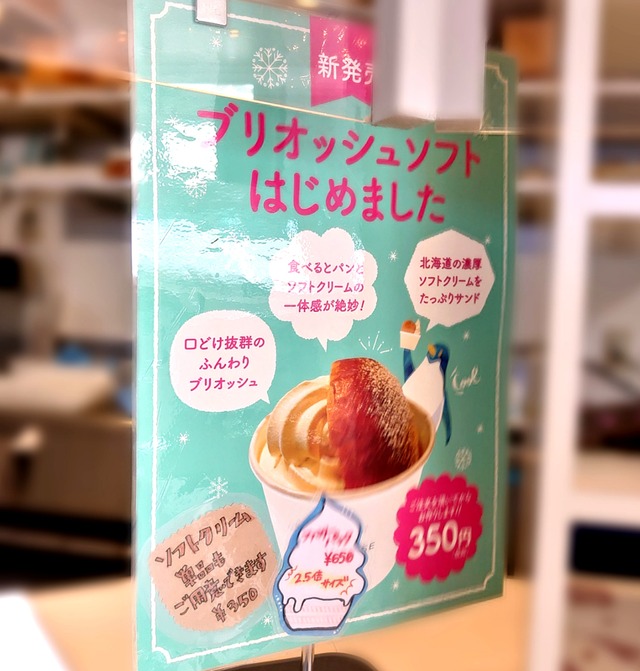 新発売
ブリオッシュソフト
はじめました
食べるとパンと
ソフトクリームの
一体感が絶妙!
北海道の濃厚
ソフトクリームを
たっぷりサンド
口どけ抜群の
ふんわり
ブリオッシュ
Cool
350円
ソフトクリーム
単品も
ご用意できます
¥350
¥650
2.5倍
サイズ